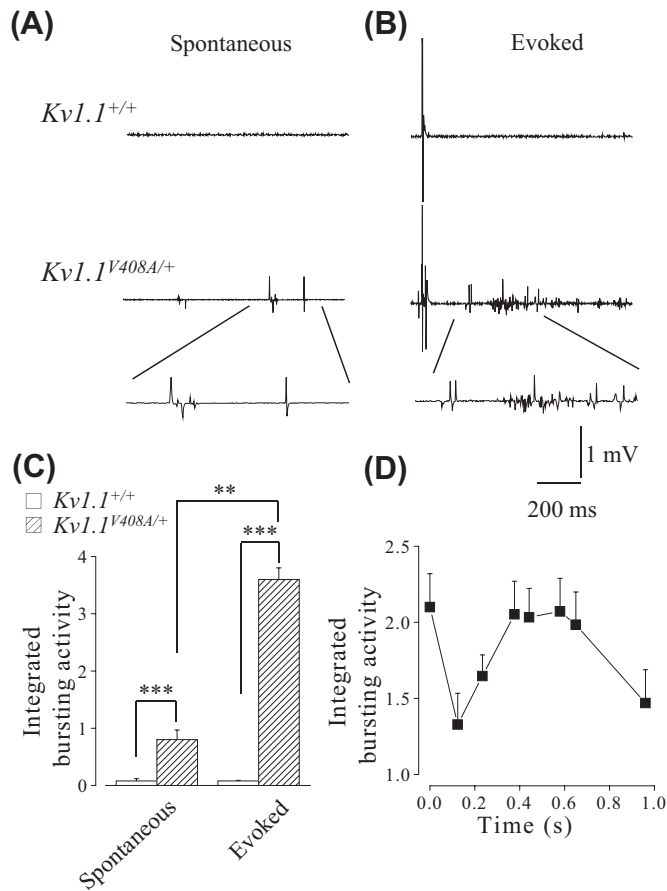 (A)
Spontaneous
(B)
Evoked
Kv1.1+/+
Kv1.1V408A/+
1 mV
200 ms
(C)
Kv1.1+/+
Kv1.1V408A/+
**
***
***
Integrated
bursting activity
4
3
2
1
0
Spontaneous
Evoked
(D)
Integrated
bursting activity
2.5
2.0
1.5
1.0
0.0 0.2 0.4 0.6 0.8 1.0
Time (s)